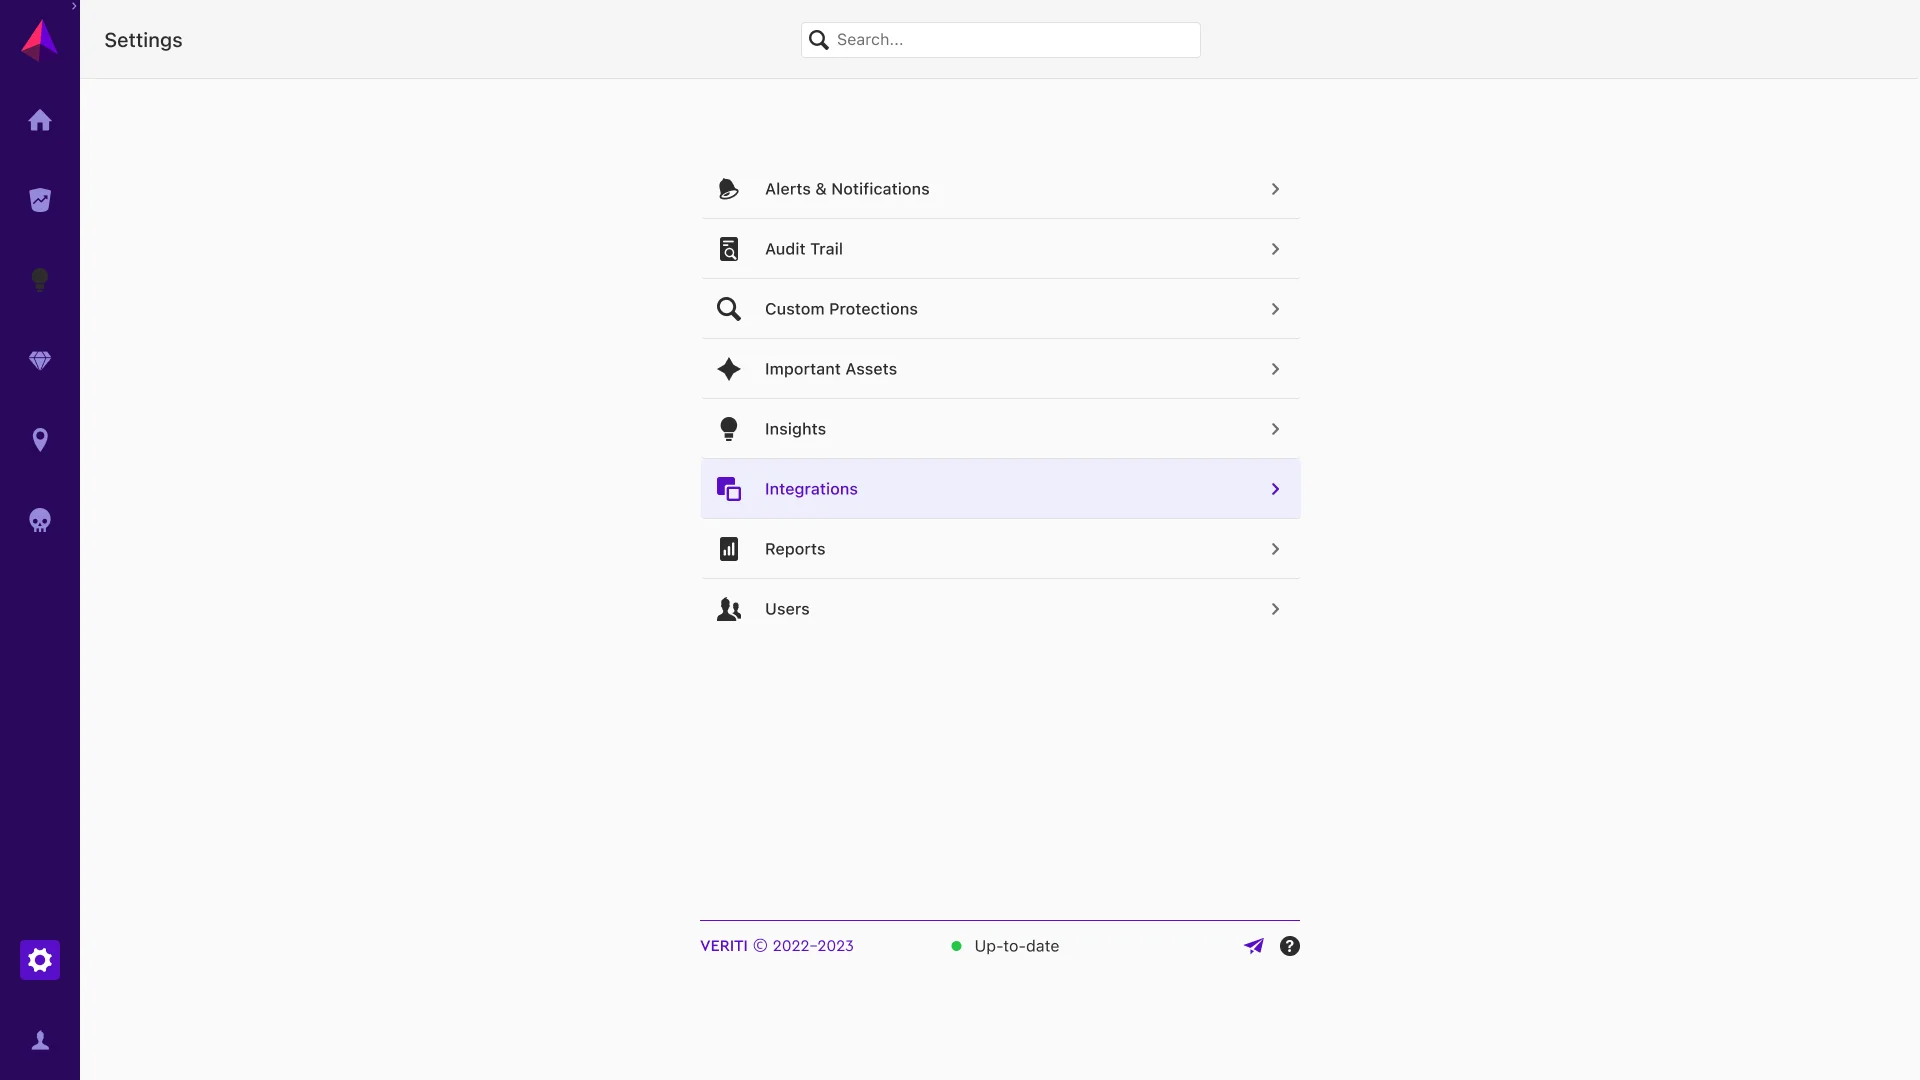 Settings
Search...
Alerts & Notifications
Audit Trail
Custom Protections
Important Assets
Insights
Integrations
Reports
Users
VERITI © 2022-2023
Up-to-date
?